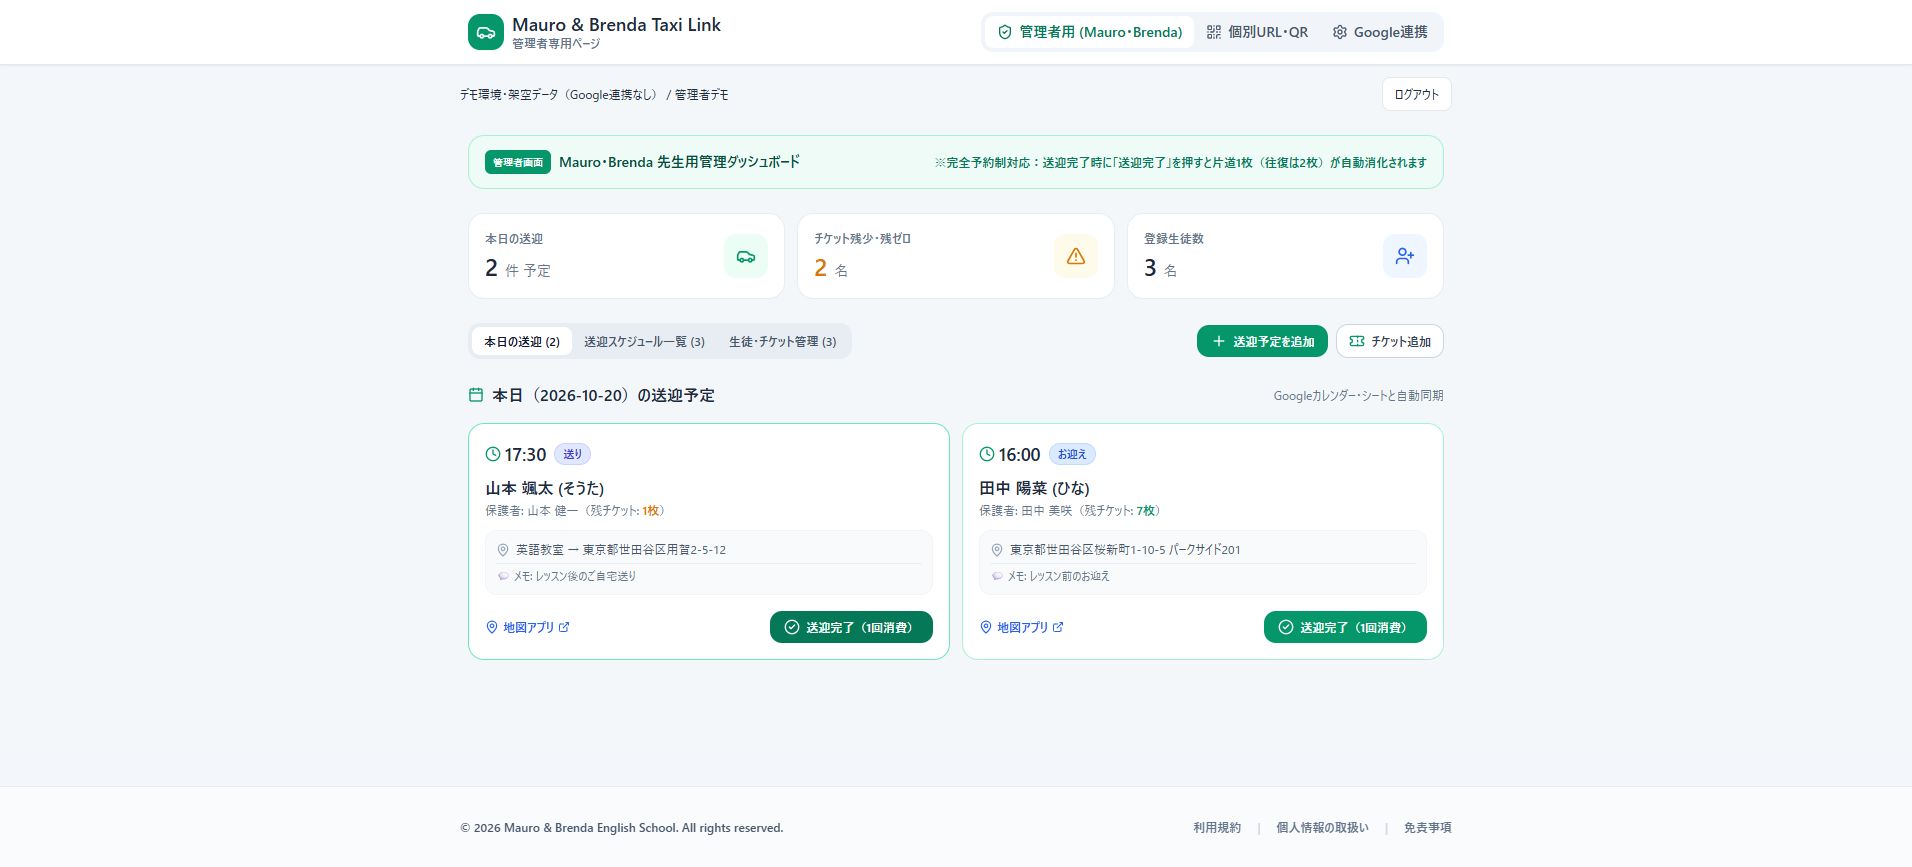 Mauro & Brenda Taxi Link
管理者専用ページ
管理者用 (Mauro・Brenda)
個別URL・QR
Google連携
デモ環境・架空データ（Google連携なし） / 管理者デモ
ログアウト
管理者画面
Mauro・Brenda 先生用管理ダッシュボード
※完全予約制対応：送迎完了時に「送迎完了」を押すと片道1枚（往復は2枚）が自動消化されます
本日の送迎
2 件 予定
チケット残少・残ゼロ
2 名
登録生徒数
3 名
本日の送迎 (2)
送迎スケジュール一覧 (3)
生徒・チケット管理 (3)
送迎予定を追加
チケット追加
本日（2026-10-20）の送迎予定
Googleカレンダー・シートと自動同期
17:30 送り
山本 颯太 (そうた)
保護者: 山本 健一（残チケット: 1枚）
英語教室 → 東京都世田谷区用賀2-5-12
メモ: レッスン後のご自宅送り
地図アプリ
送迎完了（1回消費）
16:00 お迎え
田中 陽菜 (ひな)
保護者: 田中 美咲（残チケット: 7枚）
東京都世田谷区桜新町1-10-5 パークサイド201
メモ: レッスン前のお迎え
地図アプリ
送迎完了（1回消費）
© 2026 Mauro & Brenda English School. All rights reserved.
利用規約 | 個人情報の取扱い | 免責事項